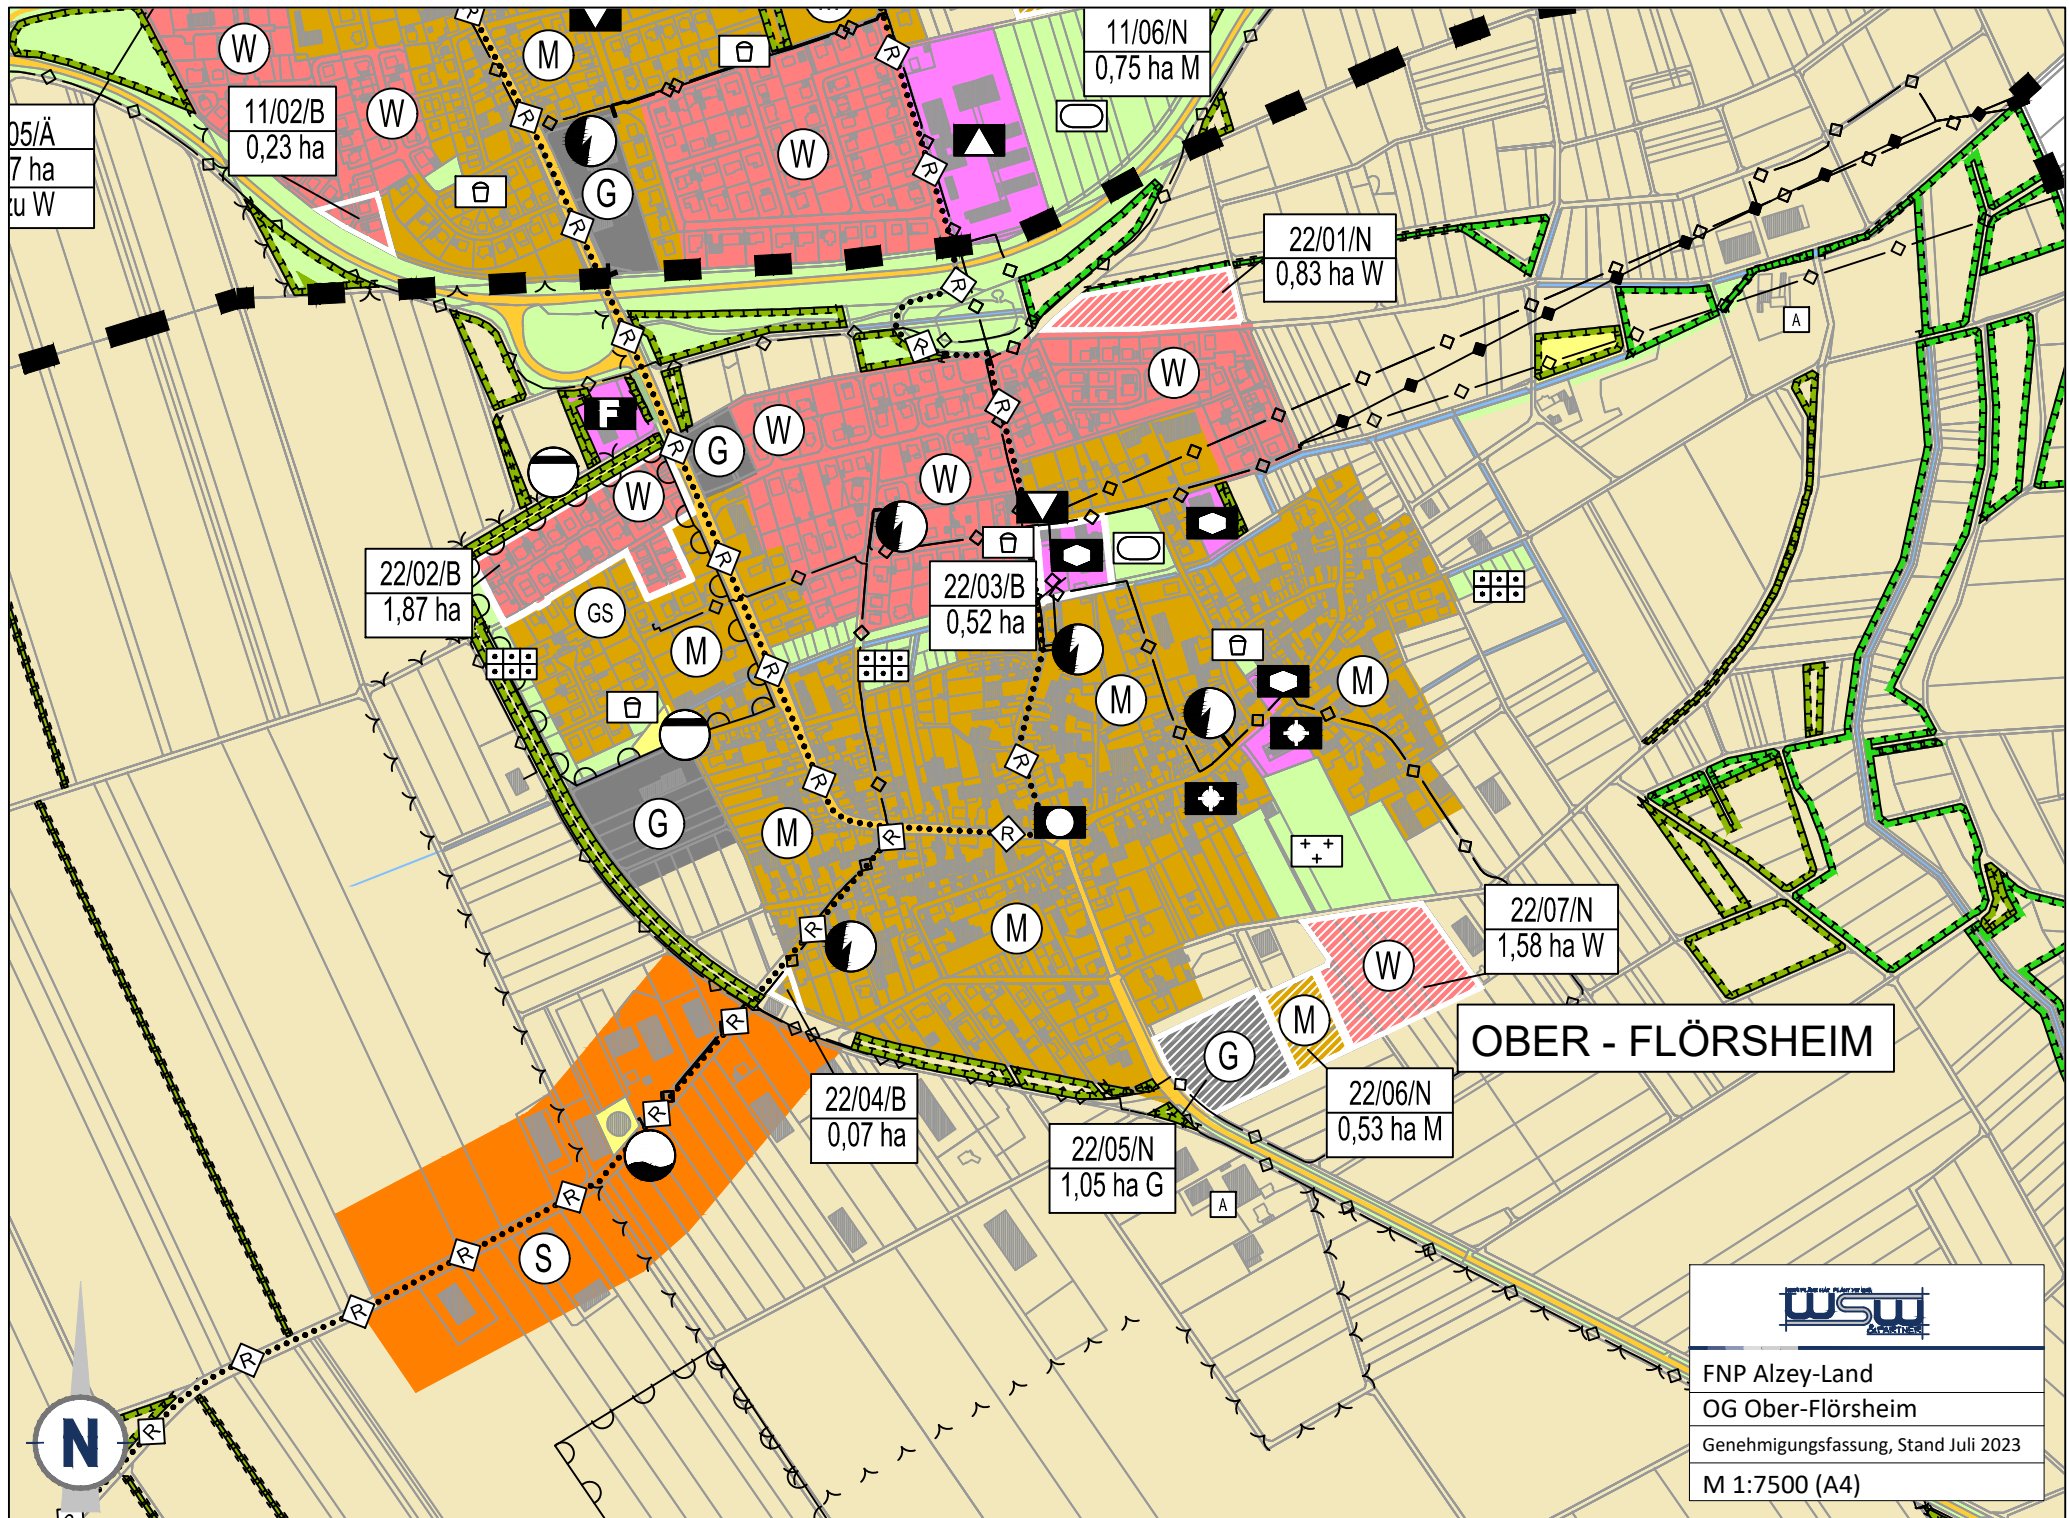 11/06/N
0,75 ha M
W
M
11/02/B
0,23 ha
W
05/Ä
7 ha
zu W
W
G
R
R
R
R
R
22/01/N
0,83 ha W
R
R
R
A
W
F
R
R
G
W
W
W
22/02/B
1,87 ha
22/03/B
0,52 ha
R
GS
M
R
M
M
R
R
G
M
R
R
R
M
22/07/N
1,58 ha W
W
M
G
OBER - FLÖRSHEIM
R
22/04/B
0,07 ha
22/06/N
0,53 ha M
22/05/N
1,05 ha G
R
A
R
R
S
R
R
R
N
WSW
& PARTNER
FNP Alzey-Land
OG Ober-Flörsheim
Genehmigungsfassung, Stand Juli 2023
M 1:7500 (A4)